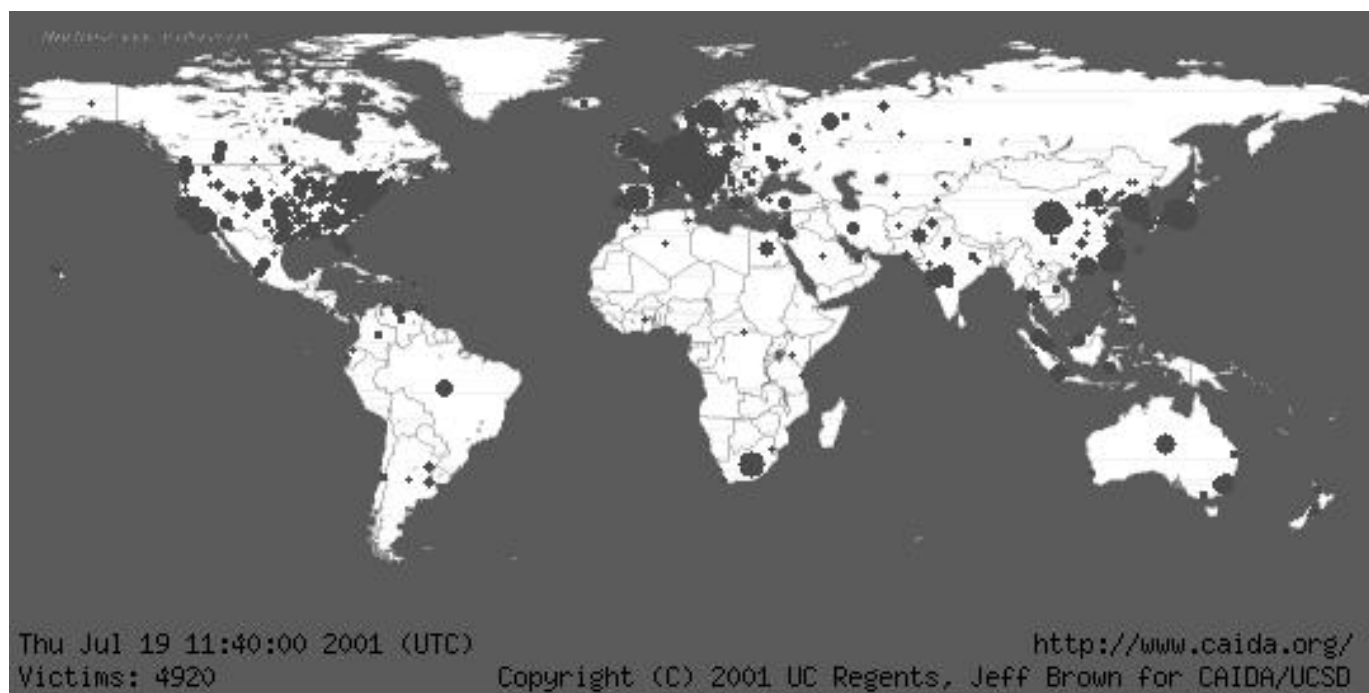 Thu Jul 19 11:40:00 2001 (UTC)
http://www.caida.org/
Victims: 4920
Copyright (C) 2001 UC Regents, Jeff Brown for CAIDA/UCSD